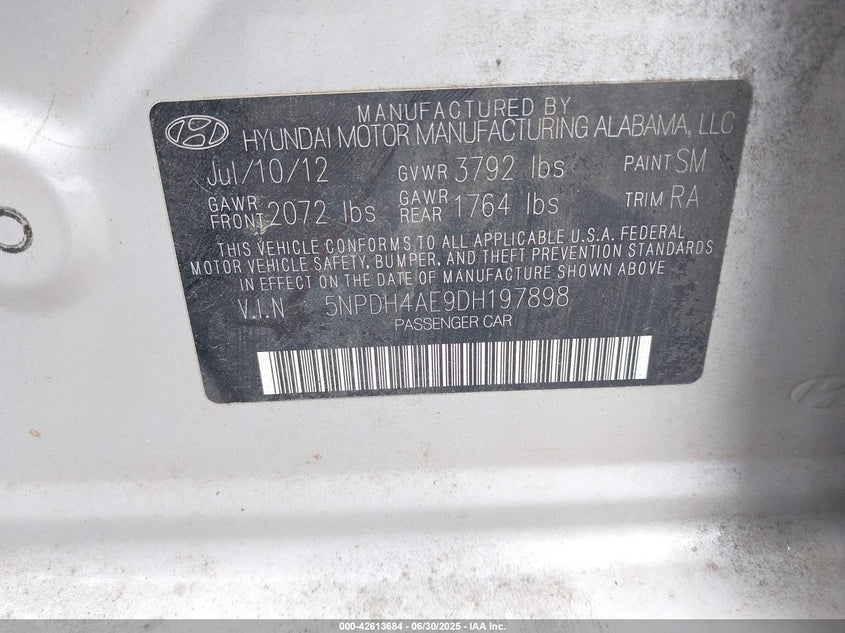 MANUFACTURED BY
HYUNDAI MOTOR MANUFACTURING ALABAMA, LLC
Jul/10/12 GVWR 3792 lbs PAINT SM
GAWR FRONT 2072 lbs GAWR REAR 1764 lbs TRIM RA
THIS VEHICLE CONFORMS TO ALL APPLICABLE U.S.A. FEDERAL
MOTOR VEHICLE SAFETY, BUMPER, AND THEFT PREVENTION STANDARDS
IN EFFECT ON THE DATE OF MANUFACTURE SHOWN ABOVE
V.I.N 5NPDH4AE9DH197898
PASSENGER CAR
000-42613684 - 06/30/2025 - IAA Inc.